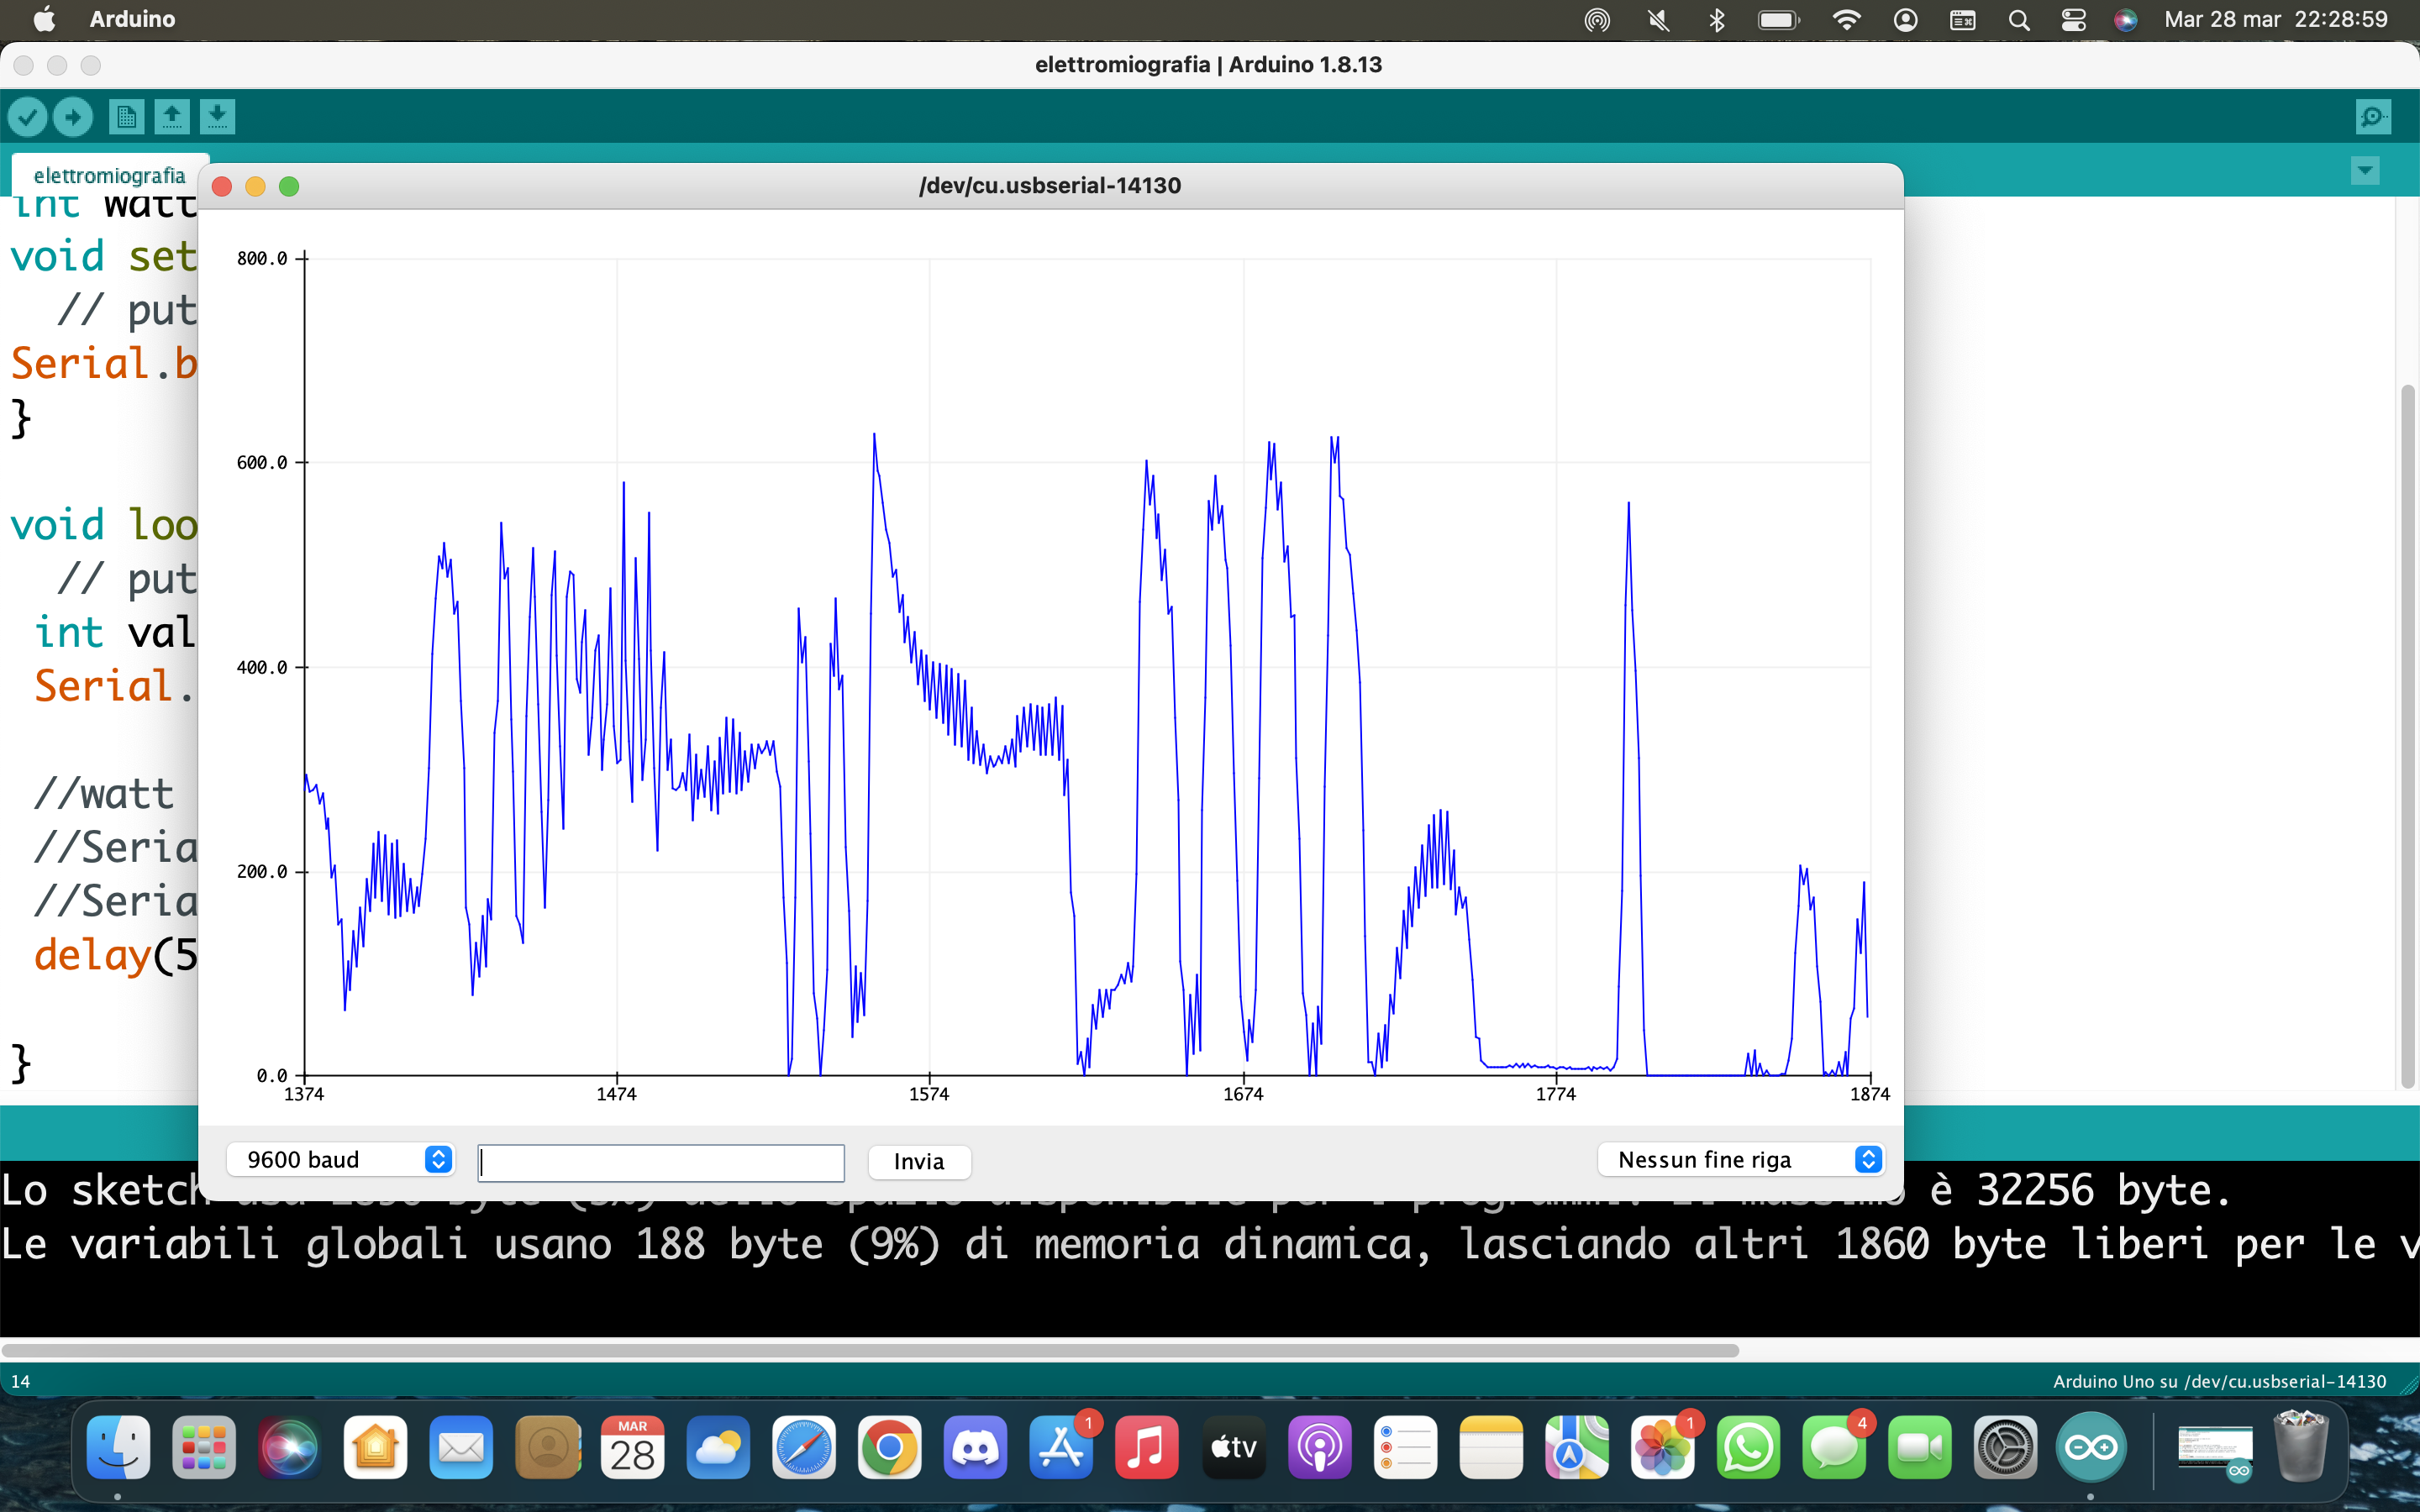 Arduino
Mar 28 mar 22:28:59
elettromiografia | Arduino 1.8.13
elettromiografia
/dev/cu.usbserial-14130
int watt
void set
// put
Serial.b
}
void loo
// put
int val
Serial.
//watt
//Seria
//Seria
delay(5
}
800.0
600.0
400.0
200.0
0.0
1374
1474
1574
1674
1774
1874
9600 baud
Invia
Nessun fine riga
Lo sketch è 32256 byte.
Le variabili globali usano 188 byte (9%) di memoria dinamica, lasciando altri 1860 byte liberi per le v
14
Arduino Uno su /dev/cu.usbserial-14130
MAR
28
1
tv
1
4